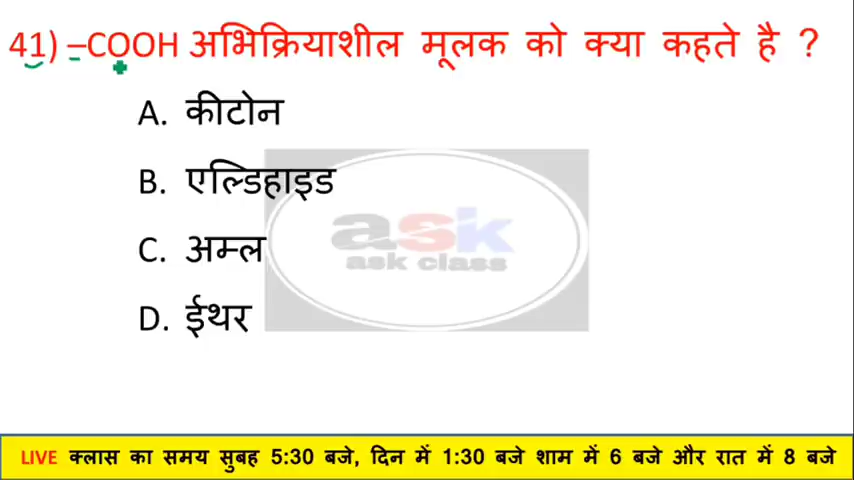 41) –COOH अभिक्रियाशील मूलक को क्या कहते है ?
A. कीटोन
B. एल्डिहाइड
C. अम्ल
D. ईथर
ask
ask class
LIVE क्लास का समय सुबह 5:30 बजे, दिन में 1:30 बजे शाम में 6 बजे और रात में 8 बजे